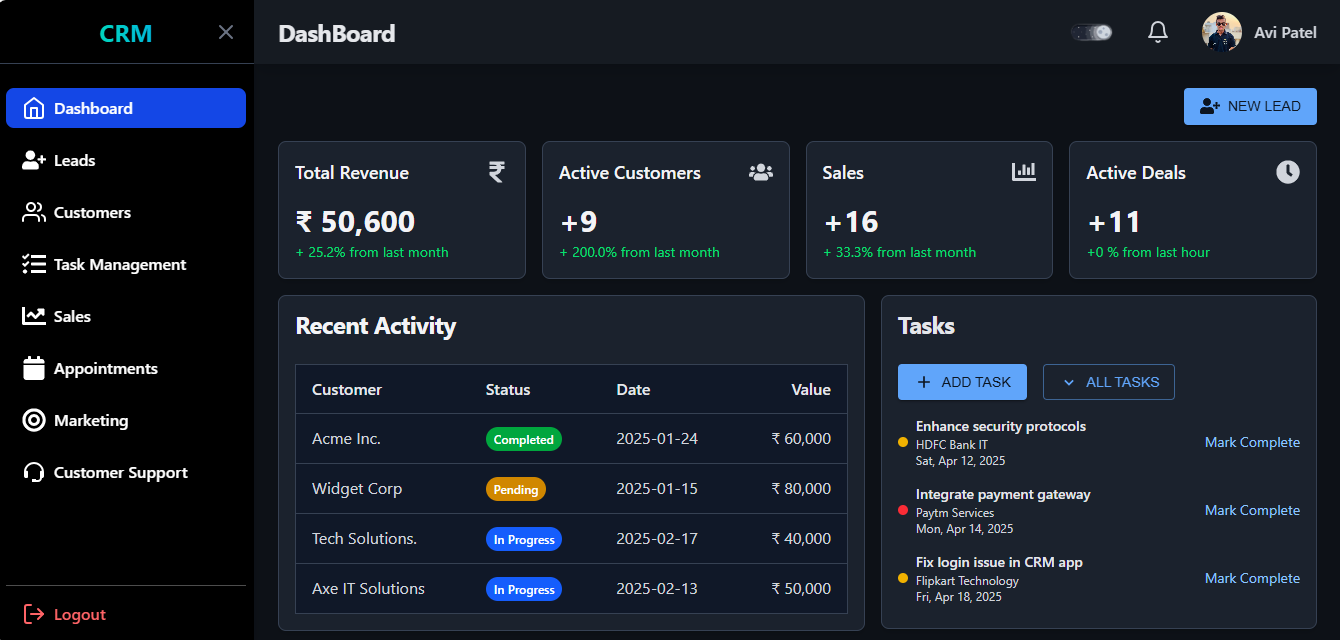 CRM
DashBoard
Avi Patel
Dashboard
Leads
Customers
Task Management
Sales
Appointments
Marketing
Customer Support
Logout
NEW LEAD
Total Revenue
₹ 50,600
+ 25.2% from last month
Active Customers
+9
+ 200.0% from last month
Sales
+16
+ 33.3% from last month
Active Deals
+11
+0 % from last hour
Recent Activity
Customer Status Date Value
Acme Inc. Completed 2025-01-24 ₹ 60,000
Widget Corp Pending 2025-01-15 ₹ 80,000
Tech Solutions. In Progress 2025-02-17 ₹ 40,000
Axe IT Solutions In Progress 2025-02-13 ₹ 50,000
Tasks
ADD TASK ALL TASKS
Enhance security protocols
HDFC Bank IT
Sat, Apr 12, 2025
Mark Complete
Integrate payment gateway
Paytm Services
Mon, Apr 14, 2025
Mark Complete
Fix login issue in CRM app
Flipkart Technology
Fri, Apr 18, 2025
Mark Complete